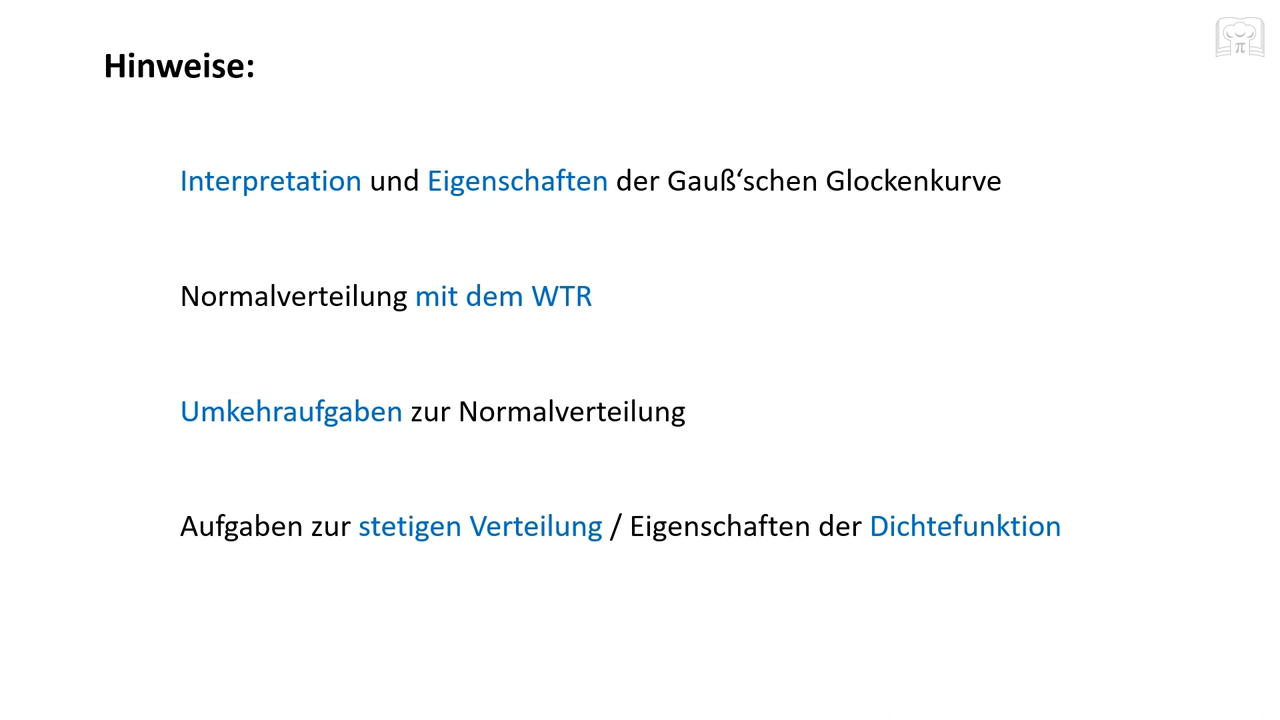 Hinweise:
Interpretation und Eigenschaften der Gauß‘schen Glockenkurve
Normalverteilung mit dem WTR
Umkehraufgaben zur Normalverteilung
Aufgaben zur stetigen Verteilung / Eigenschaften der Dichtefunktion
π